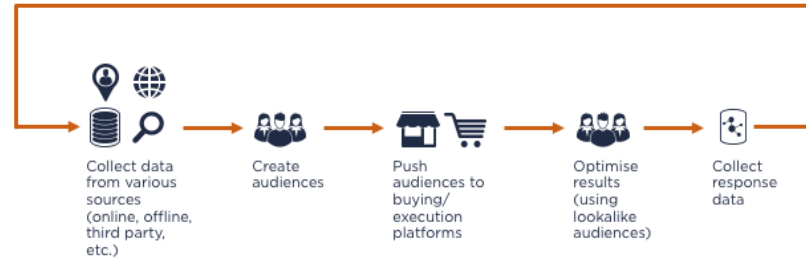 Collect data
from various
sources
(online, offline,
third party,
etc.)
Create
audiences
Push
audiences to
buying/
execution
platforms
Optimise
results
(using
lookalike
audiences)
Collect
response
data